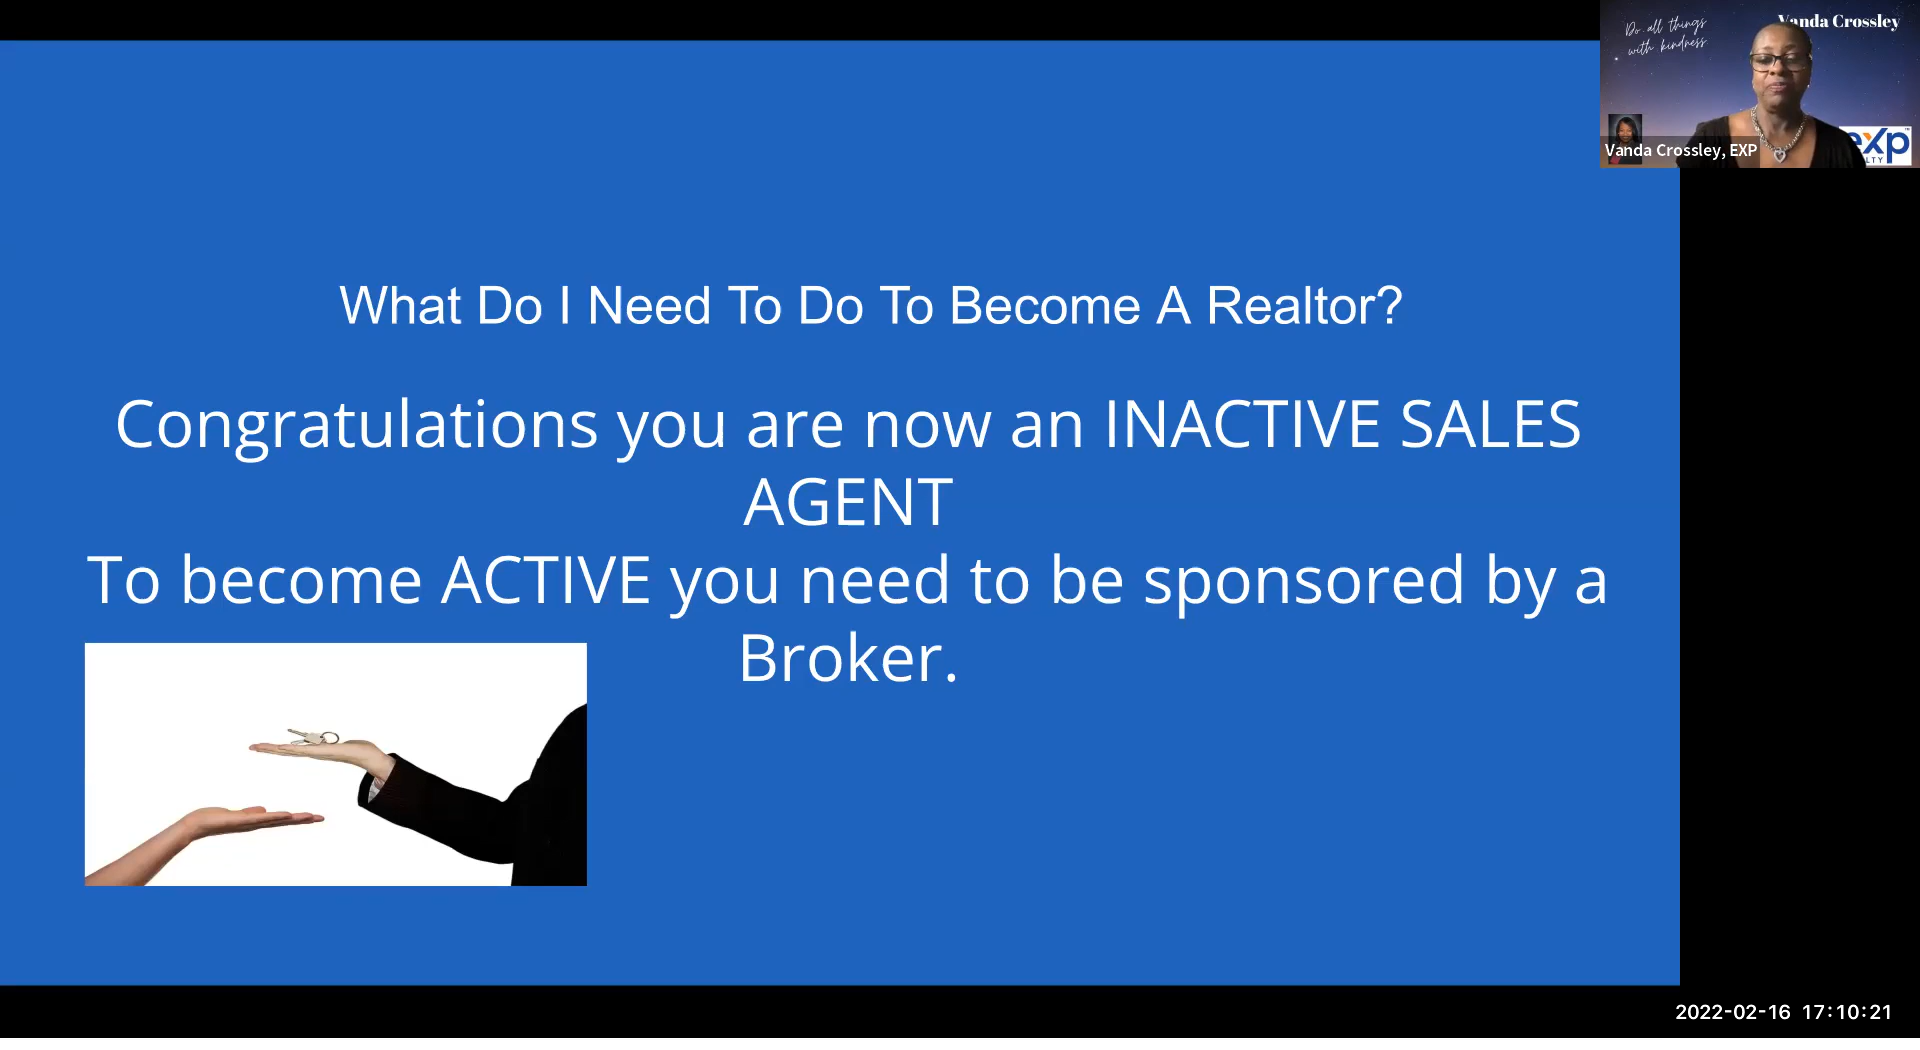 Do all things
with kindness
Vanda Crossley
exp
LTY
Vanda Crossley, EXP
What Do I Need To Do To Become A Realtor?
Congratulations you are now an INACTIVE SALES
AGENT
To become ACTIVE you need to be sponsored by a
Broker.
2022-02-16 17:10:21